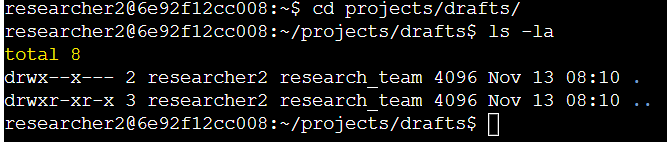 researcher2@6e92f12cc008:~$ cd projects/drafts/
researcher2@6e92f12cc008:~/projects/drafts$ ls -la
total 8
drwx--x--- 2 researcher2 research_team 4096 Nov 13 08:10 .
drwxr-xr-x 3 researcher2 research_team 4096 Nov 13 08:10 ..
researcher2@6e92f12cc008:~/projects/drafts$